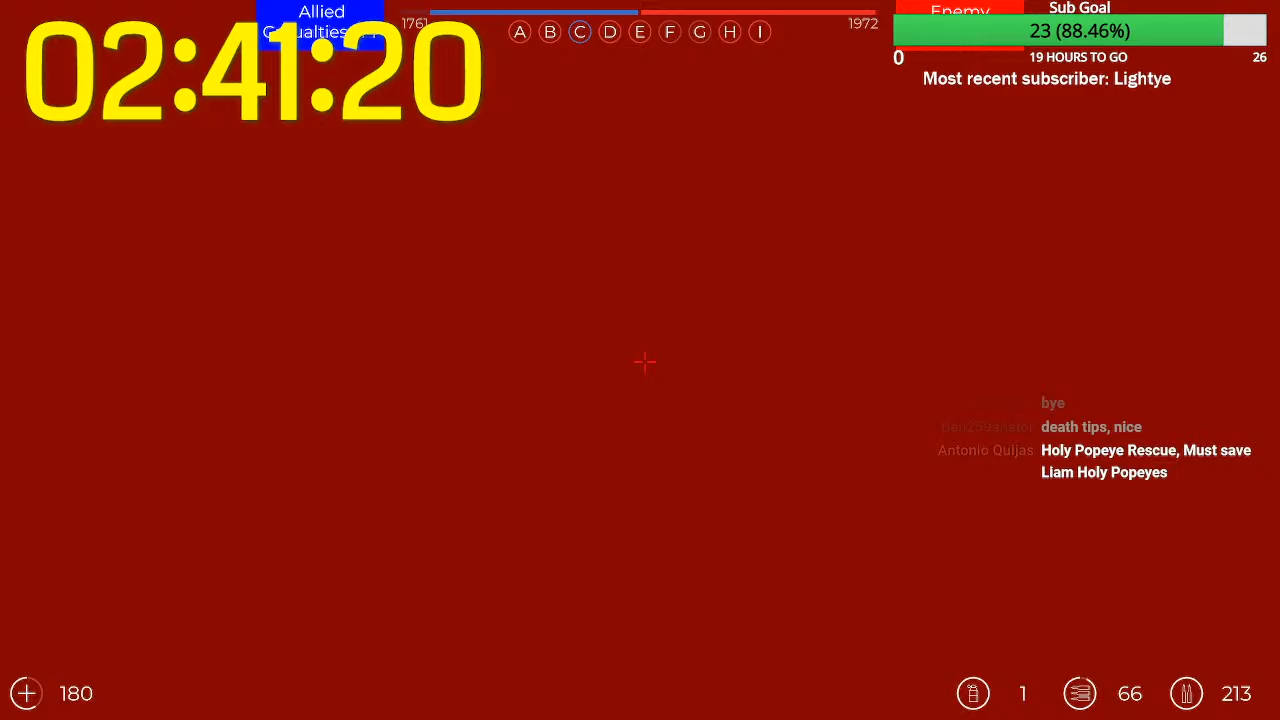 Allied
1761
A B C D E F G H I
1972
Enemy
Sub Goal
23 (88.46%)
0
19 HOURS TO GO
26
Most recent subscriber: Lightye
02:41:20
bye
death tips, nice
Antonio Quijas Holy Popeye Rescue, Must save
Liam Holy Popeyes
180
1
66
213